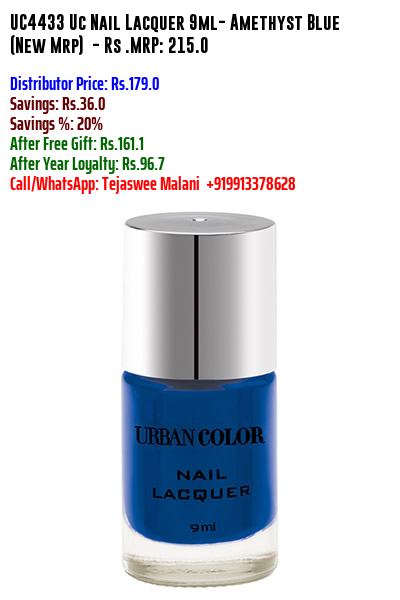 UC4433 Uc Nail Lacquer 9ml- Amethyst Blue
(New Mrp) - Rs .MRP: 215.0
Distributor Price: Rs.179.0
Savings: Rs.36.0
Savings %: 20%
After Free Gift: Rs.161.1
After Year Loyalty: Rs.96.7
Call/WhatsApp: Tejaswee Malani +919913378628
URBAN COLOR
NAIL
LACQUER
9ml